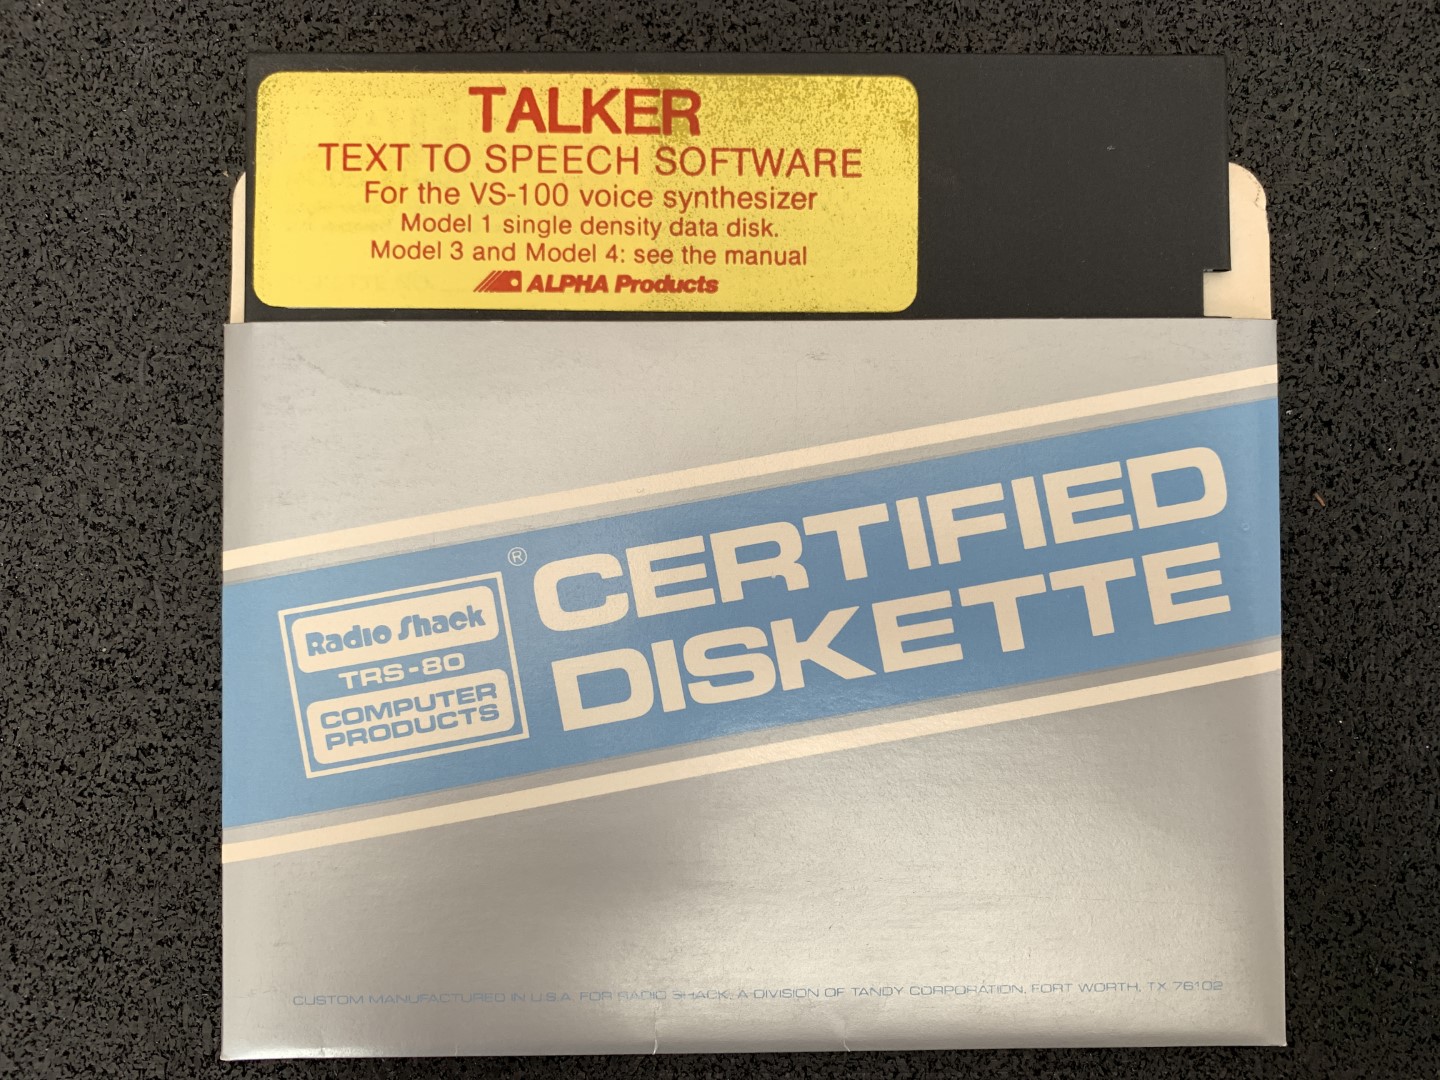 TALKER
TEXT TO SPEECH SOFTWARE
For the VS-100 voice synthesizer
Model 1 single density data disk.
Model 3 and Model 4: see the manual
ALPHA Products
®
CERTIFIED
DISKETTE
Radio Shack
TRS-80
COMPUTER
PRODUCTS
CUSTOM MANUFACTURED IN U.S.A. FOR RADIO SHACK, A DIVISION OF TANDY CORPORATION, FORT WORTH, TX 76102